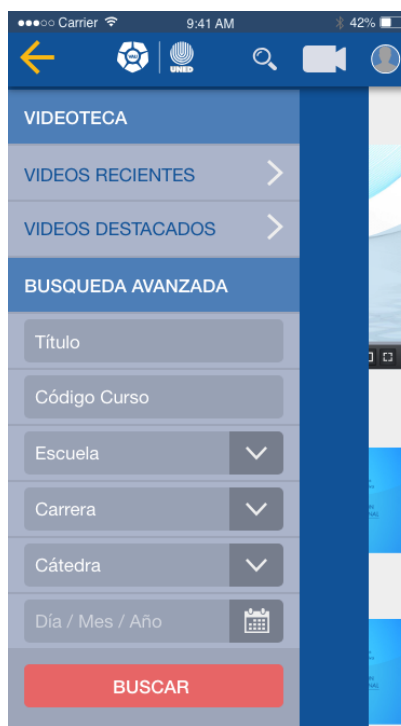 Carrier 9:41 AM 42%
UNED
VIDEOTECA
VIDEOS RECIENTES
VIDEOS DESTACADOS
BUSQUEDA AVANZADA
Título
Código Curso
Escuela
Carrera
Cátedra
Día / Mes / Año
BUSCAR